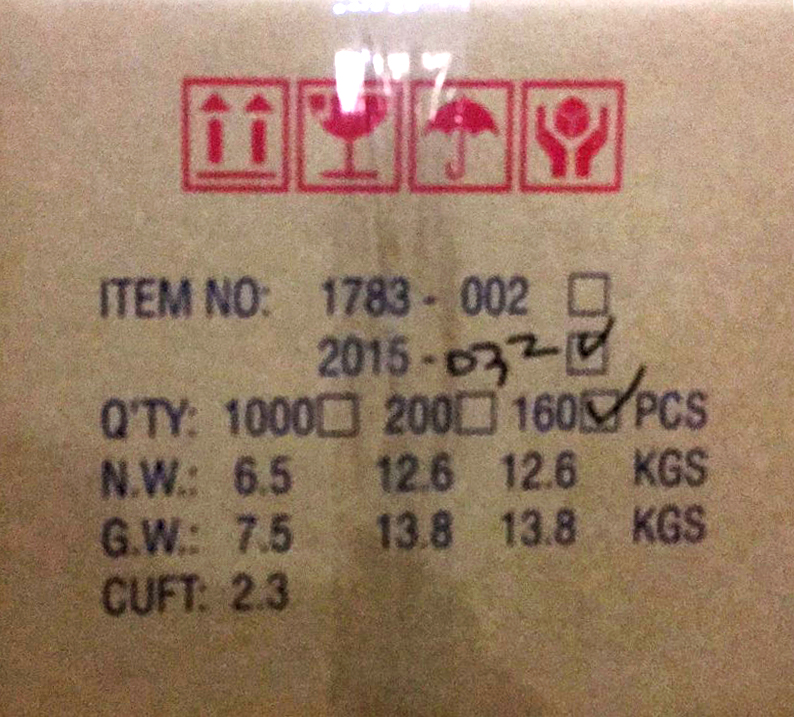 ITEM NO: 1783 - 002 □
2015 - 032 ☑
Q'TY: 1000□ 200□ 160☑ PCS
N.W.: 6.5 12.6 12.6 KGS
G.W.: 7.5 13.8 13.8 KGS
CUFT: 2.3